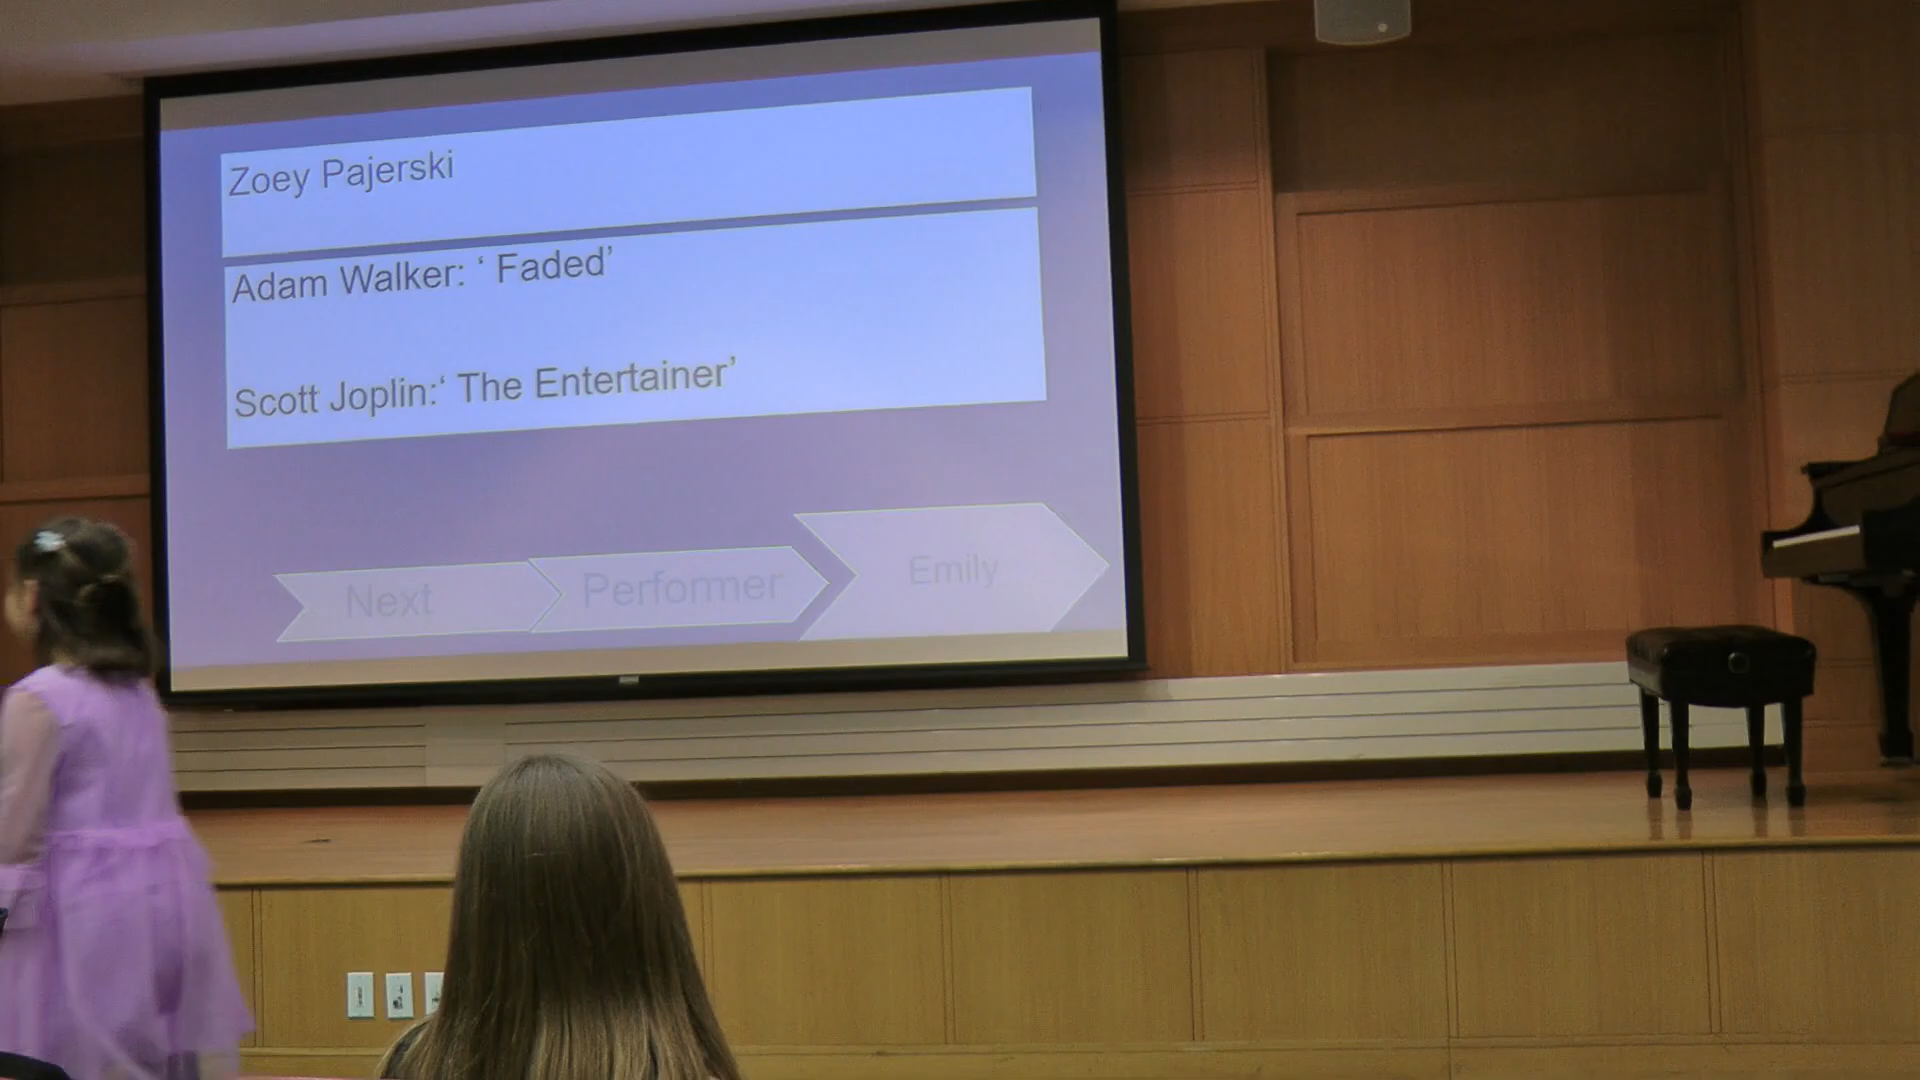 Zoey Pajerski
Adam Walker: ‘ Faded’
Scott Joplin:‘ The Entertainer’
Next
Performer
Emily